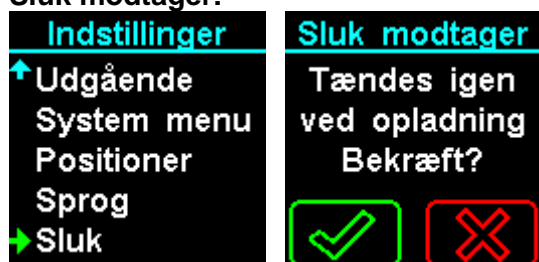 Sluk modtager:
Indstillinger
Udgående
System menu
Positioner
Sprog
Sluk
Sluk modtager
Tændes igen
ved opladning
Bekræft?